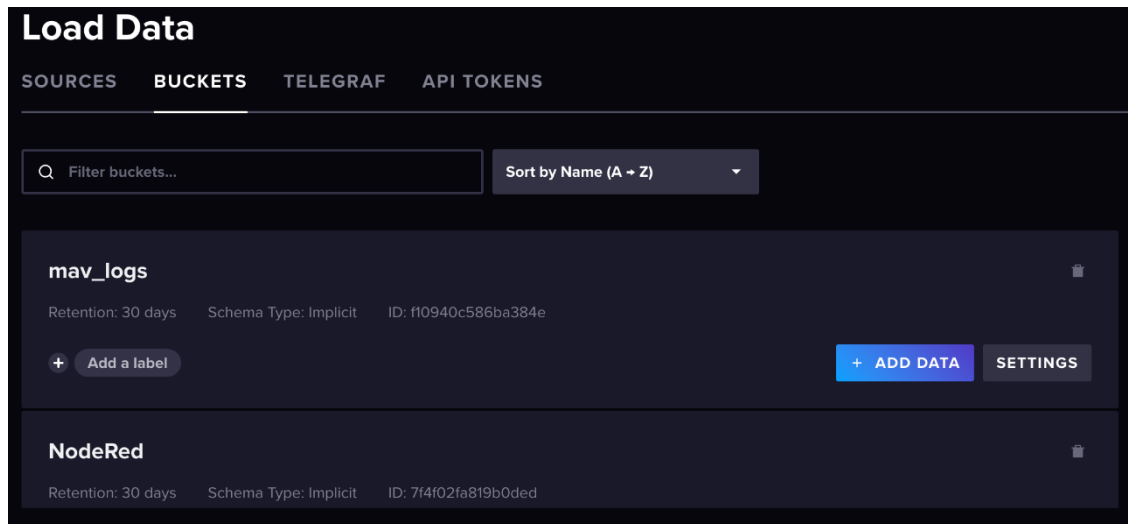 Load Data
SOURCES BUCKETS TELEGRAF API TOKENS
Filter buckets... Sort by Name (A → Z)
mav_logs
Retention: 30 days Schema Type: Implicit ID: f10940c586ba384e
+ Add a label + ADD DATA SETTINGS
NodeRed
Retention: 30 days Schema Type: Implicit ID: 7f4f02fa819b0ded